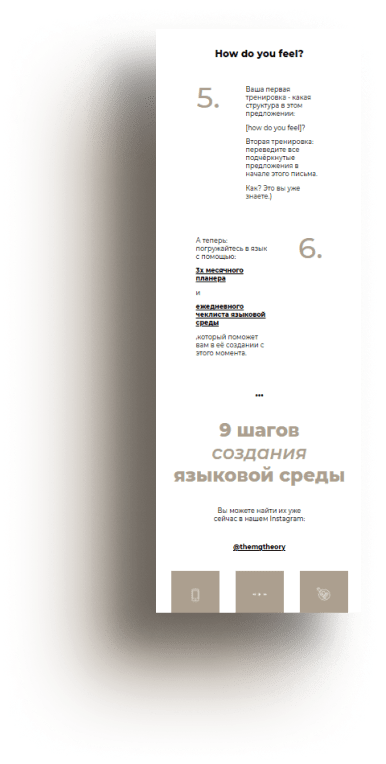 How do you feel?
5.
Ваша первая
тренировка - какая
структура в этом
предложении:
[how do you feel]?
Вторая тренировка:
переведите все
подчёркнутые
предложения в
начале этого письма.
Как? Это вы уже
знаете.)
6.
А теперь:
погружайтесь в язык
с помощью:
3х месячного
планера
и
ежедневного
чеклиста языковой
среды
,который поможет
вам в её создании с
этого момента.
...
9 шагов
создания
языковой среды
Вы можете найти их уже
сейчас в нашем Instagram:
@themgtheory